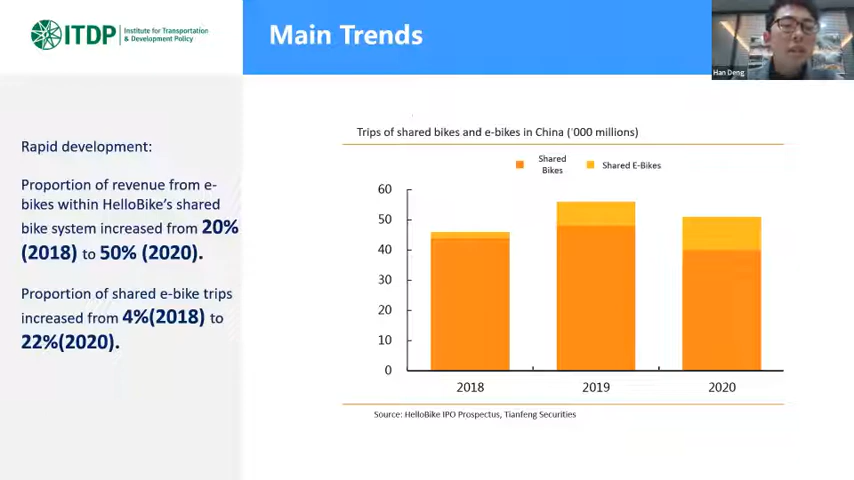 ITDP
Institute for Transportation
& Development Policy
Main Trends
Han Deng
Rapid development:
Proportion of revenue from e-
bikes within HelloBike's shared
bike system increased from 20%
(2018) to 50% (2020).
Proportion of shared e-bike trips
increased from 4%(2018) to
22%(2020).
Trips of shared bikes and e-bikes in China ('000 millions)
Shared
Bikes
Shared E-Bikes
60
50
40
30
20
10
0
2018
2019
2020
Source: HelloBike IPO Prospectus, Tianfeng Securities